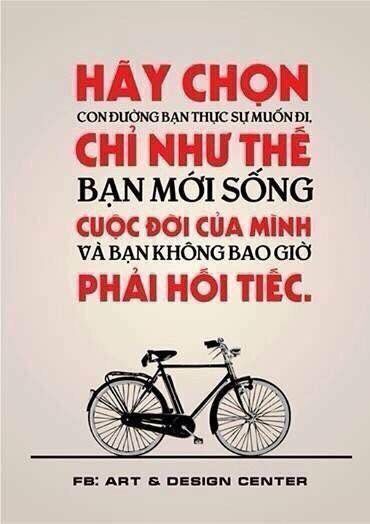 HÃY CHỌN
CON ĐƯỜNG BẠN THỰC SỰ MUỐN ĐI,
CHỈ NHƯ THẾ
BẠN MỚI SỐNG
CUỘC ĐỜI CỦA MÌNH
VÀ BẠN KHÔNG BAO GIỜ
PHẢI HỐI TIẾC.
FB: ART & DESIGN CENTER